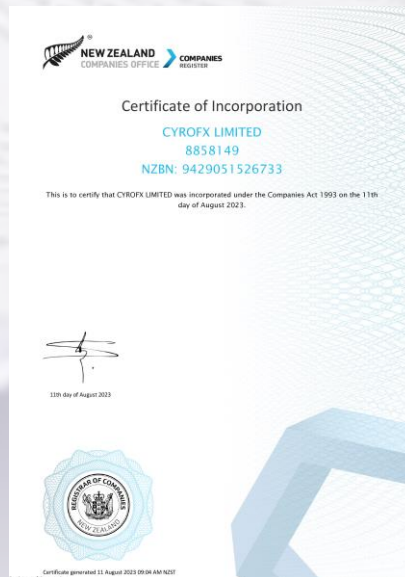 ®
NEW ZEALAND
COMPANIES OFFICE
COMPANIES
REGISTER
Certificate of Incorporation
CYROFX LIMITED
8858149
NZBN: 9429051526733
This is to certify that CYROFX LIMITED was incorporated under the Companies Act 1993 on the 11th
day of August 2023.
11th day of August 2023
REGISTRAR OF COMPANIES
NEW ZEALAND
Certificate generated 11 August 2023 09:04 AM NZST